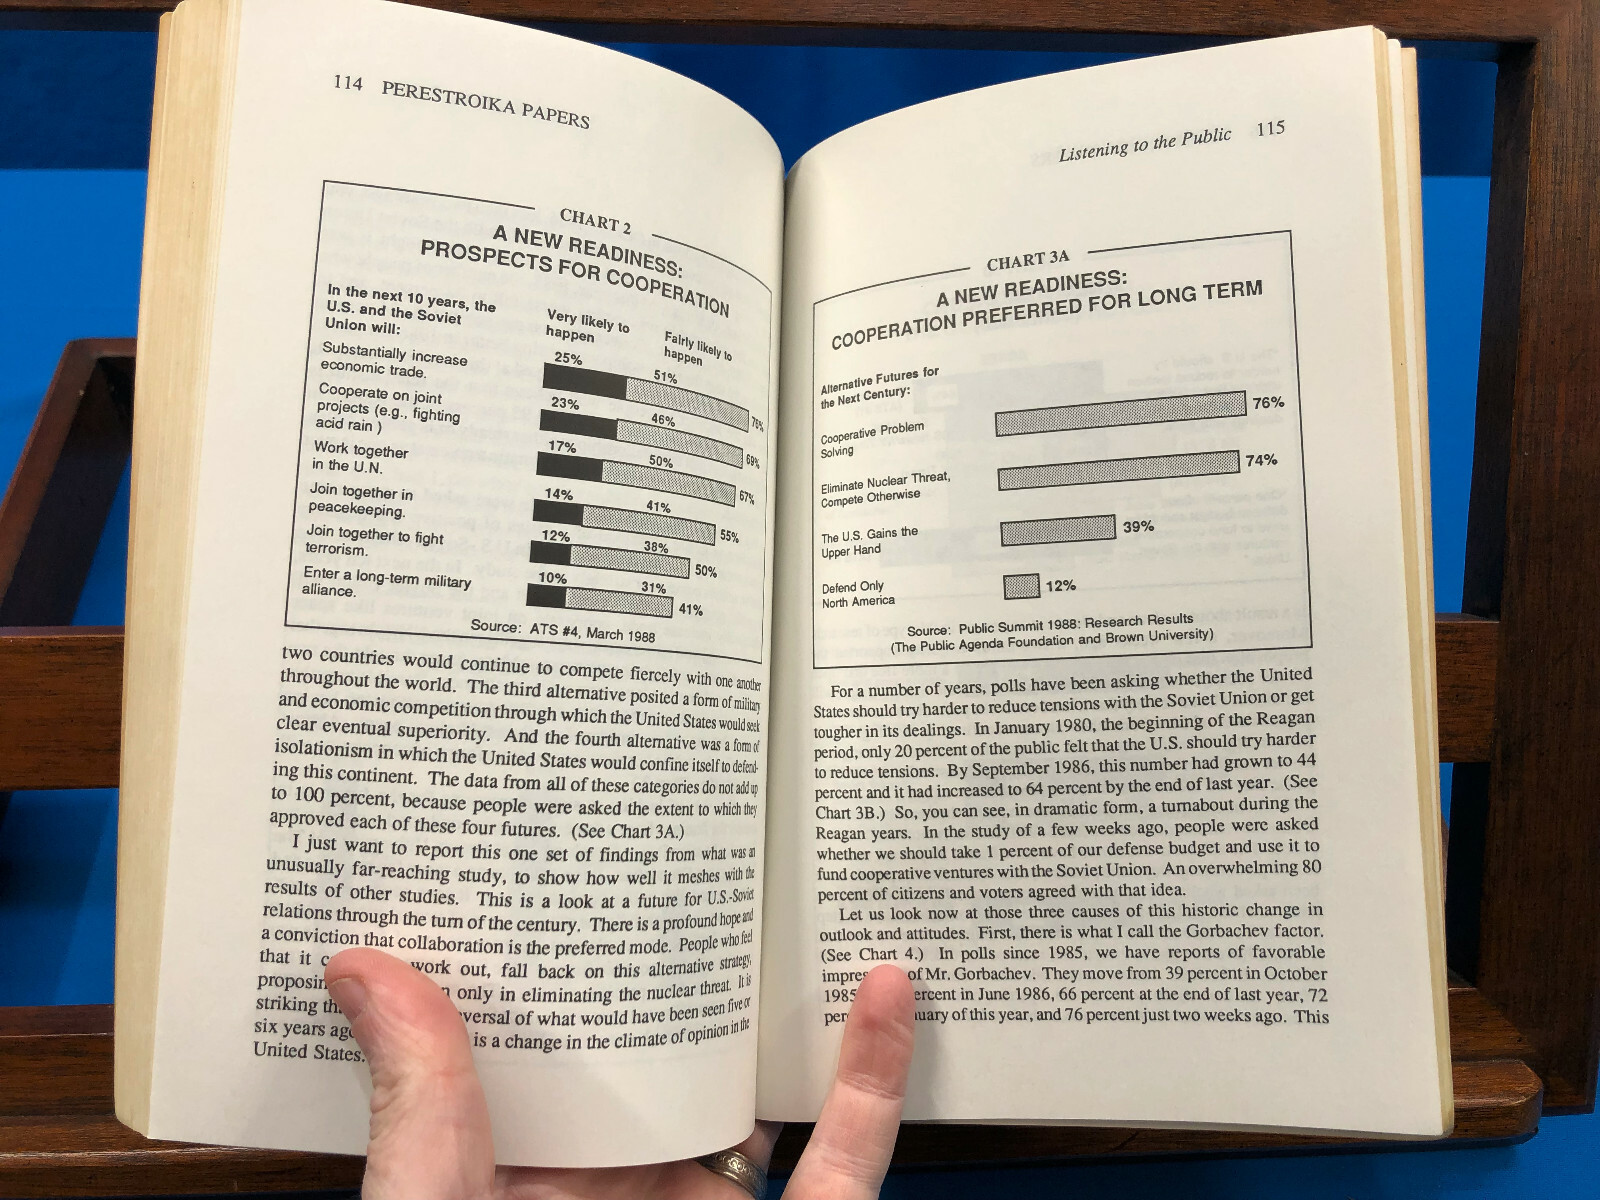 114 PERESTROIKA PAPERS
CHART 2
A NEW READINESS:
PROSPECTS FOR COOPERATION
In the next 10 years, the
U.S. and the Soviet
Union will:
Very likely to
happen
Fairly likely to
happen
Substantially increase
economic trade.
25% 51% 76%
Cooperate on joint
projects (e.g., fighting
acid rain )
23% 46% 69%
Work together
in the U.N.
17% 50% 67%
Join together in
peacekeeping.
14% 41% 55%
Join together to fight
terrorism.
12% 38% 50%
Enter a long-term military
alliance.
10% 31% 41%
Source: ATS #4, March 1988
two countries would continue to compete fiercely with one another
throughout the world. The third alternative posited a form of military
and economic competition through which the United States would seek
clear eventual superiority. And the fourth alternative was a form of
isolationism in which the United States would confine itself to defend-
ing this continent. The data from all of these categories do not add up
to 100 percent, because people were asked the extent to which they
approved each of these four futures. (See Chart 3A.)
I just want to report this one set of findings from what was an
unusually far-reaching study, to show how well it meshes with the
results of other studies. This is a look at a future for U.S.-Soviet
relations through the turn of the century. There is a profound hope and
a conviction that collaboration is the preferred mode. People who feel
that it work out, fall back on this alternative strategy,
only in eliminating the nuclear threat. It is
striking of what would have been seen five or
six years is a change in the climate of opinion in the
United States.
Listening to the Public 115
CHART 3A
A NEW READINESS:
COOPERATION PREFERRED FOR LONG TERM
Alternative Futures for
the Next Century:
Cooperative Problem
Solving
76%
Eliminate Nuclear Threat,
Compete Otherwise
74%
The U.S. Gains the
Upper Hand
39%
Defend Only
North America
12%
Source: Public Summit 1988: Research Results
(The Public Agenda Foundation and Brown University)
For a number of years, polls have been asking whether the United
States should try harder to reduce tensions with the Soviet Union or get
tougher in its dealings. In January 1980, the beginning of the Reagan
period, only 20 percent of the public felt that the U.S. should try harder
to reduce tensions. By September 1986, this number had grown to 44
percent and it had increased to 64 percent by the end of last year. (See
Chart 3B.) So, you can see, in dramatic form, a turnabout during the
Reagan years. In the study of a few weeks ago, people were asked
whether we should take 1 percent of our defense budget and use it to
fund cooperative ventures with the Soviet Union. An overwhelming 80
percent of citizens and voters agreed with that idea.
Let us look now at those three causes of this historic change in
outlook and attitudes. First, there is what I call the Gorbachev factor.
(See Chart 4.) In polls since 1985, we have reports of favorable
of Mr. Gorbachev. They move from 39 percent in October
1985 in June 1986, 66 percent at the end of last year, 72
of this year, and 76 percent just two weeks ago. This